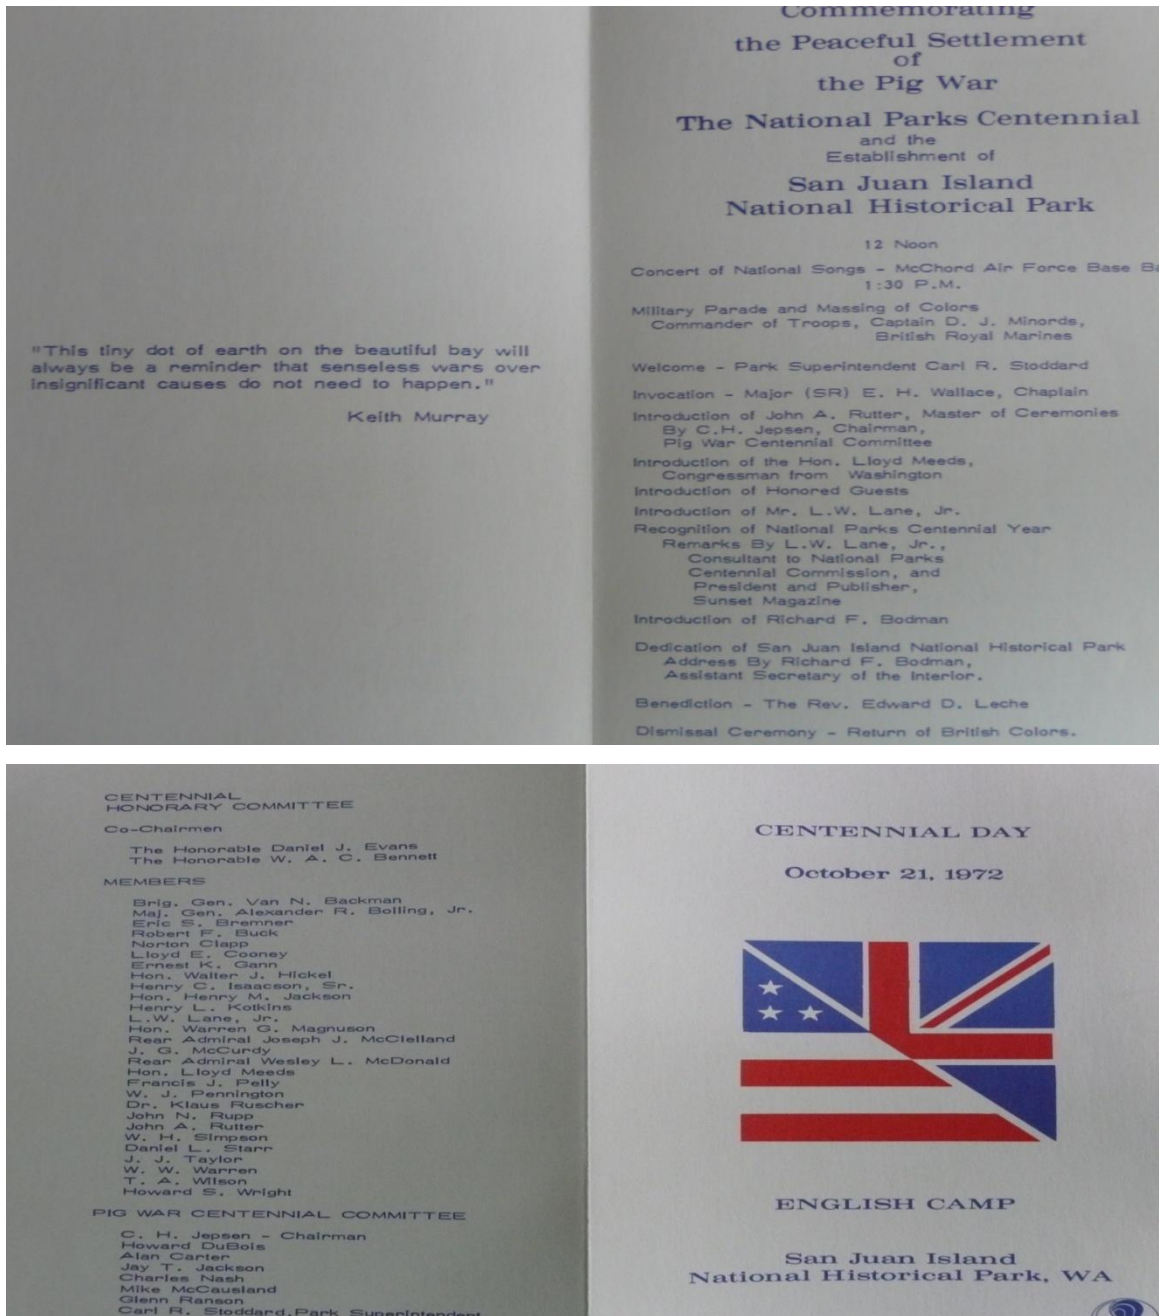 "This tiny dot of earth on the beautiful bay will
always be a reminder that senseless wars over
insignificant causes do not need to happen."
Keith Murray
Commemorating
the Peaceful Settlement
of
the Pig War
The National Parks Centennial
and the
Establishment of
San Juan Island
National Historical Park
12 Noon
Concert of National Songs - McChord Air Force Base Ba
1:30 P.M.
Military Parade and Massing of Colors
Commander of Troops, Captain D. J. Minords,
British Royal Marines
Welcome - Park Superintendent Carl R. Stoddard
Invocation - Major (SR) E. H. Wallace, Chaplain
Introduction of John A. Rutter, Master of Ceremonies
By C.H. Jepsen, Chairman,
Pig War Centennial Committee
Introduction of the Hon. Lloyd Meeds,
Congressman from Washington
Introduction of Honored Guests
Introduction of Mr. L.W. Lane, Jr.
Recognition of National Parks Centennial Year
Remarks By L.W. Lane, Jr.,
Consultant to National Parks
Centennial Commission, and
President and Publisher,
Sunset Magazine
Introduction of Richard F. Bodman
Dedication of San Juan Island National Historical Park
Address By Richard F. Bodman,
Assistant Secretary of the Interior.
Benediction - The Rev. Edward D. Leche
Dismissal Ceremony - Return of British Colors.
CENTENNIAL
HONORARY COMMITTEE
Co-Chairmen
The Honorable Daniel J. Evans
The Honorable W. A. C. Bennett
MEMBERS
Brig. Gen. Van N. Backman
Maj. Gen. Alexander R. Bolling, Jr.
Eric S. Bremner
Robert F. Buck
Norton Clapp
Lloyd E. Cooney
Ernest K. Gann
Hon. Walter J. Hickel
Henry C. Isaacson, Sr.
Hon. Henry M. Jackson
Henry L. Kotkins
L.W. Lane, Jr.
Hon. Warren G. Magnuson
Rear Admiral Joseph J. McClelland
J. G. McCurdy
Rear Admiral Wesley L. McDonald
Hon. Lloyd Meeds
Francis J. Pelly
W. J. Pennington
Dr. Klaus Ruscher
John N. Rupp
John A. Rutter
W. H. Simpson
Daniel L. Starr
J. J. Taylor
W. W. Warren
T. A. Wilson
Howard S. Wright
PIG WAR CENTENNIAL COMMITTEE
C. H. Jepsen - Chairman
Howard DuBois
Alan Carter
Jay T. Jackson
Charles Nash
Mike McCausland
Glenn Ranson
Carl R. Stoddard, Park Superintendent
CENTENNIAL DAY
October 21, 1972
ENGLISH CAMP
San Juan Island
National Historical Park, WA